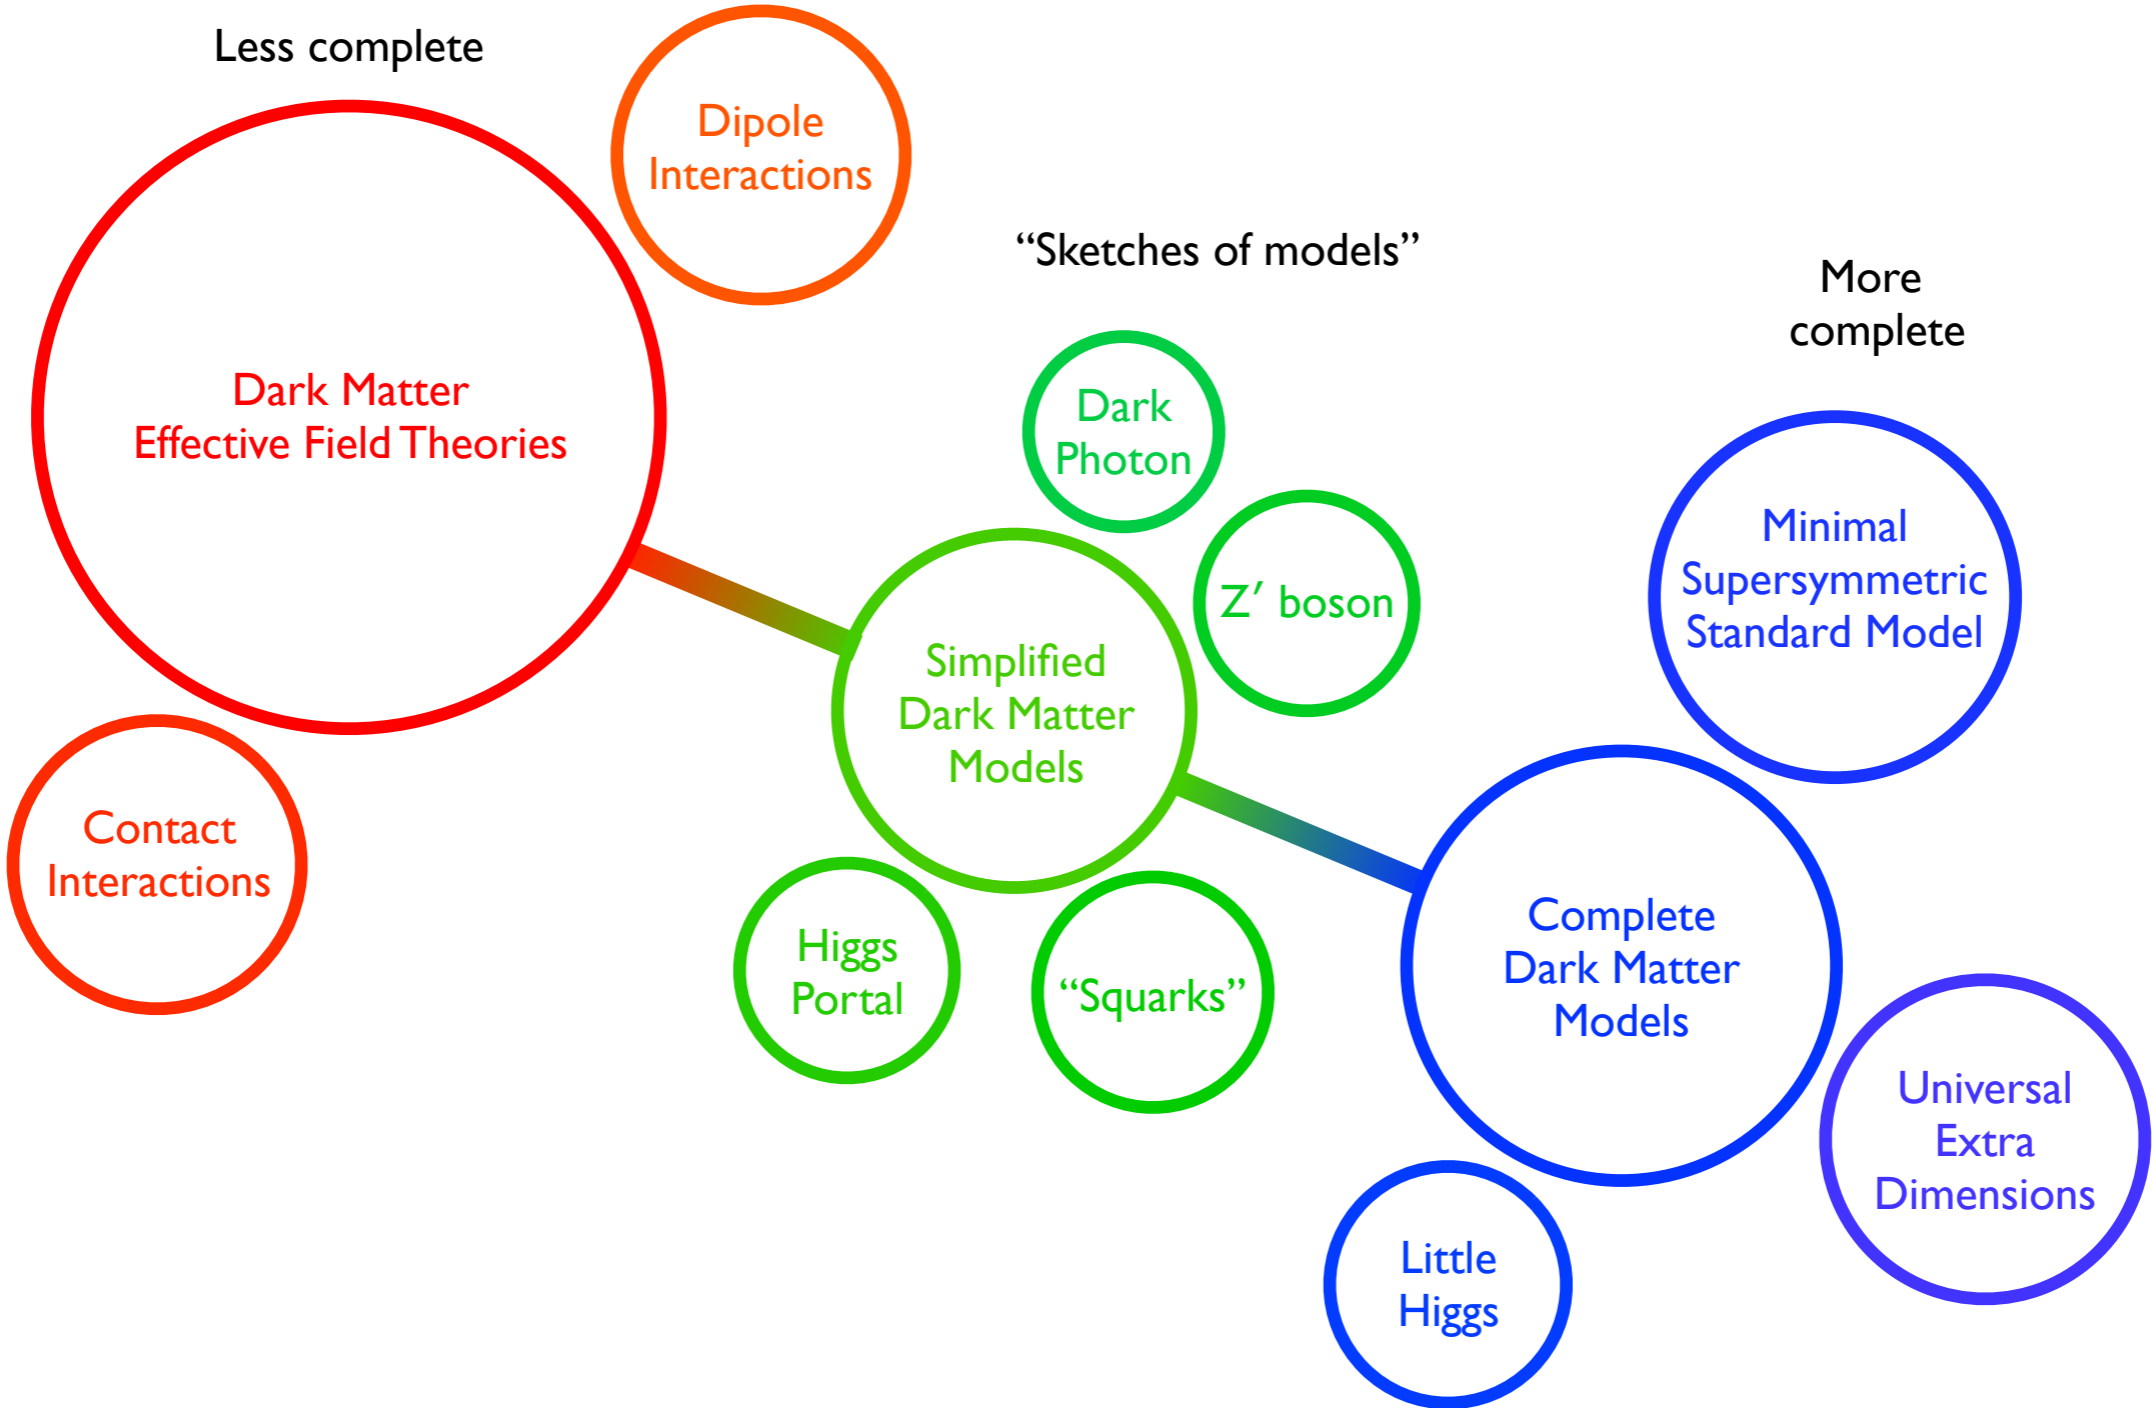 Less complete
Dipole
Interactions
“Sketches of models”
More
complete
Dark Matter
Effective Field Theories
Dark
Photon
Z′ boson
Minimal
Supersymmetric
Standard Model
Simplified
Dark Matter
Models
Contact
Interactions
Higgs
Portal
“Squarks”
Complete
Dark Matter
Models
Universal
Extra
Dimensions
Little
Higgs